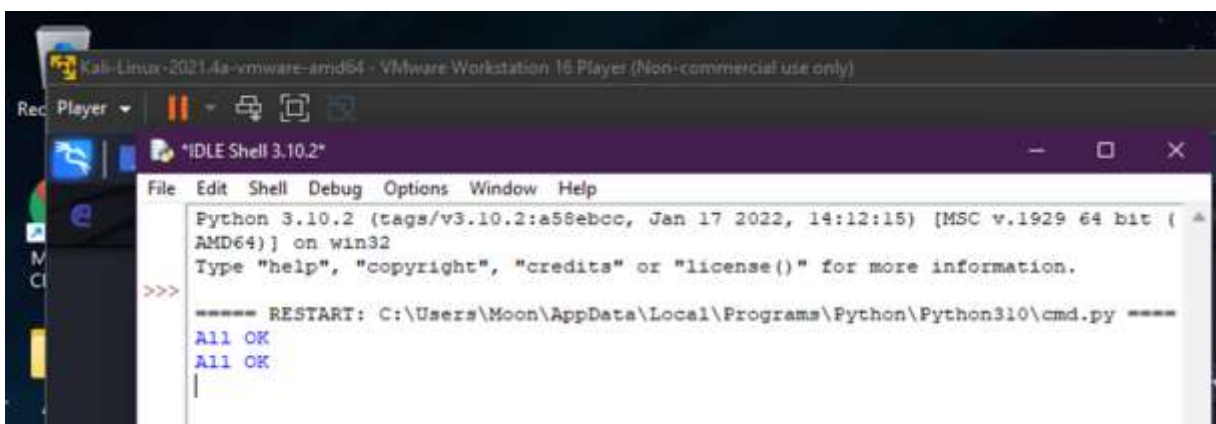 Kali-Linux-2021.4a-vmware-amd64 - VMware Workstation 16 Player (Non-commercial use only)
Rec
Player
*IDLE Shell 3.10.2*
File Edit Shell Debug Options Window Help
Python 3.10.2 (tags/v3.10.2:a58ebcc, Jan 17 2022, 14:12:15) [MSC v.1929 64 bit (
AMD64)] on win32
Type "help", "copyright", "credits" or "license()" for more information.
>>>
===== RESTART: C:\Users\Moon\AppData\Local\Programs\Python\Python310\cmd.py ====
All OK
All OK
M